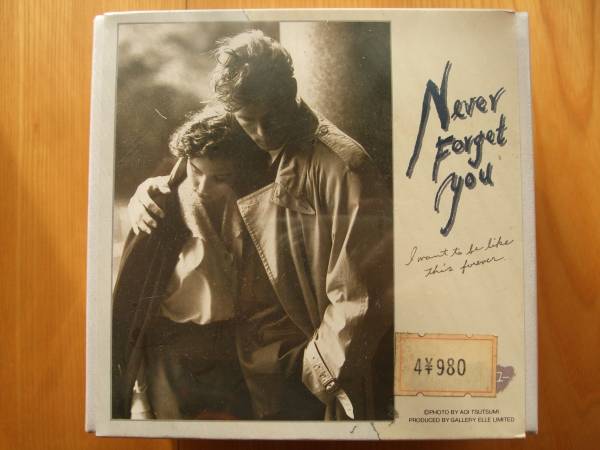 Never
Forget
you
I want to be like
this forever.
4¥980
©PHOTO BY AOI TSUTSUMI
PRODUCED BY GALLERY ELLE LIMITED